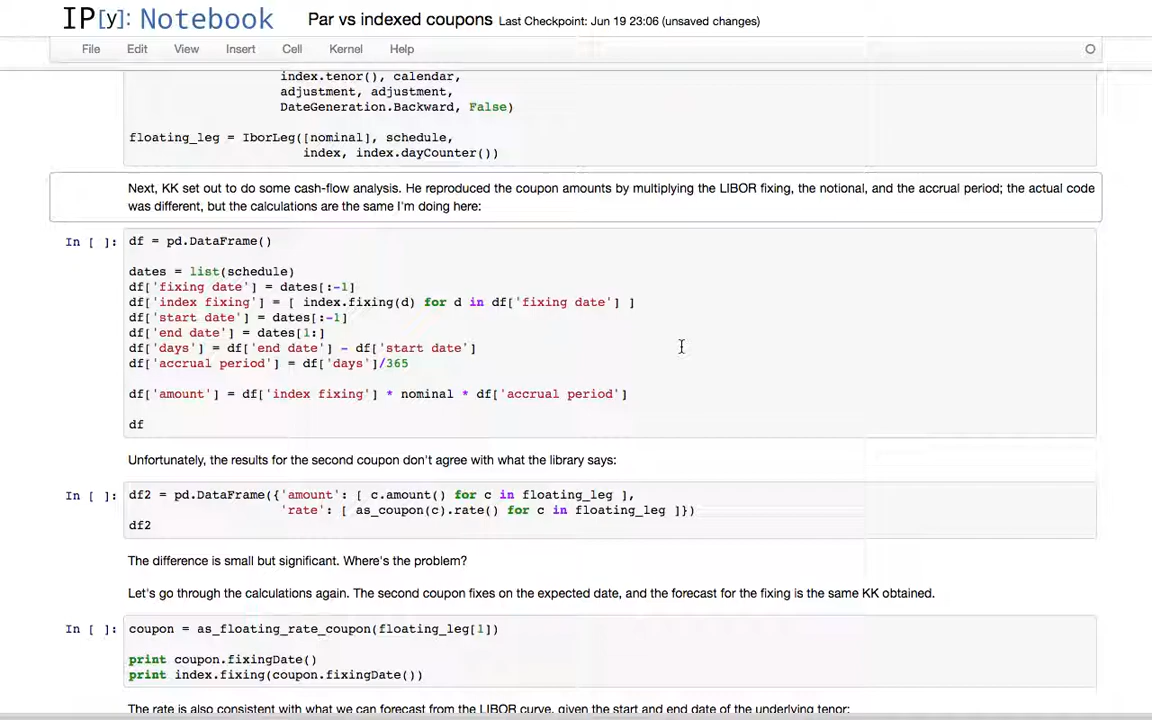 IP[y]: Notebook Par vs indexed coupons Last Checkpoint: Jun 19 23:06 (unsaved changes)
File Edit View Insert Cell Kernel Help
index.tenor(), calendar,
adjustment, adjustment,
DateGeneration.Backward, False)
floating_leg = IborLeg([nominal], schedule,
index, index.dayCounter())
Next, KK set out to do some cash-flow analysis. He reproduced the coupon amounts by multiplying the LIBOR fixing, the notional, and the accrual period; the actual code
was different, but the calculations are the same I'm doing here:
In [ ]: df = pd.DataFrame()
dates = list(schedule)
df['fixing date'] = dates[:-1]
df['index fixing'] = [ index.fixing(d) for d in df['fixing date'] ]
df['start date'] = dates[:-1]
df['end date'] = dates[1:]
df['days'] = df['end date'] - df['start date']
df['accrual period'] = df['days']/365
df['amount'] = df['index fixing'] * nominal * df['accrual period']
df
Unfortunately, the results for the second coupon don't agree with what the library says:
In [ ]: df2 = pd.DataFrame({'amount': [ c.amount() for c in floating_leg ],
'rate': [ as_coupon(c).rate() for c in floating_leg ]})
df2
The difference is small but significant. Where's the problem?
Let's go through the calculations again. The second coupon fixes on the expected date, and the forecast for the fixing is the same KK obtained.
In [ ]: coupon = as_floating_rate_coupon(floating_leg[1])
print coupon.fixingDate()
print index.fixing(coupon.fixingDate())
The rate is also consistent with what we can forecast from the LIBOR curve, given the start and end date of the underlying tenor: